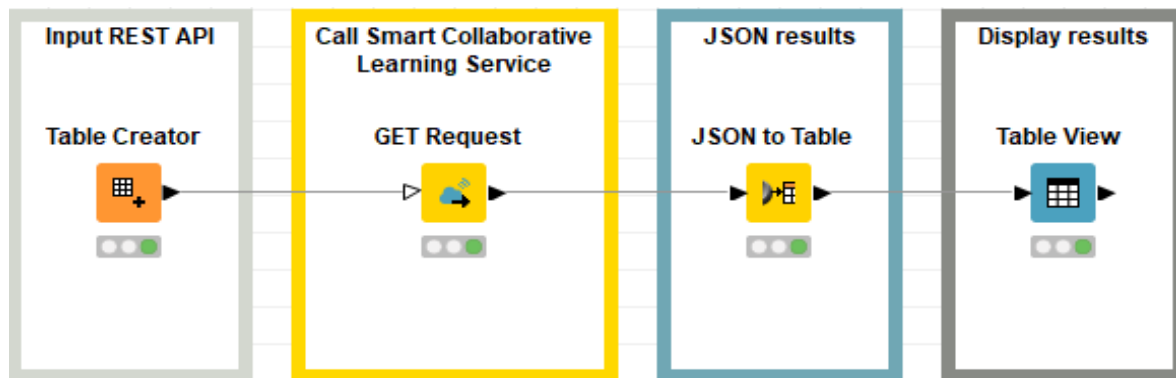 Input REST API
Call Smart Collaborative
Learning Service
JSON results
Display results
Table Creator
GET Request
JSON to Table
Table View